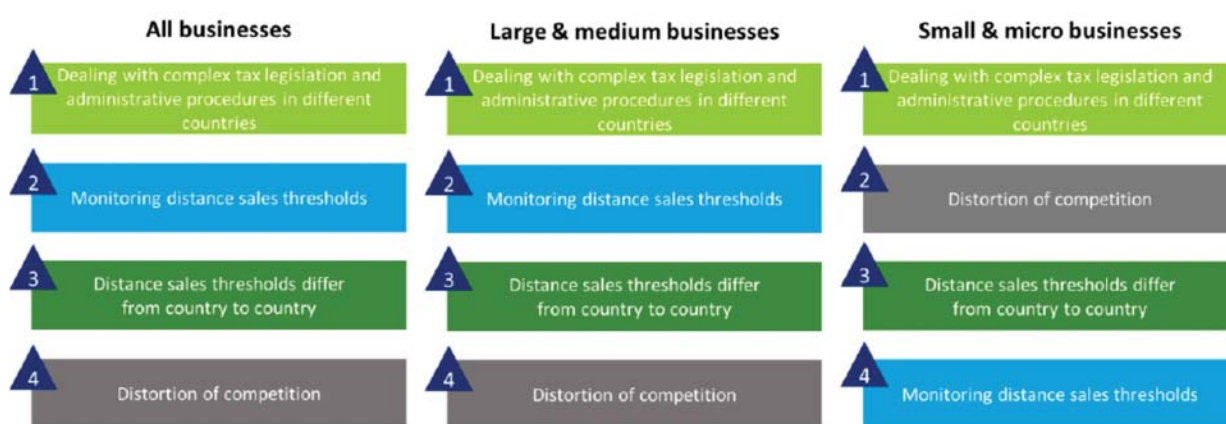 All businesses
1
Dealing with complex tax legislation and
administrative procedures in different
countries
2
Monitoring distance sales thresholds
3
Distance sales thresholds differ
from country to country
4
Distortion of competition
Large & medium businesses
1
Dealing with complex tax legislation and
administrative procedures in different
countries
2
Monitoring distance sales thresholds
3
Distance sales thresholds differ
from country to country
4
Distortion of competition
Small & micro businesses
1
Dealing with complex tax legislation and
administrative procedures in different
countries
2
Distortion of competition
3
Distance sales thresholds differ
from country to country
4
Monitoring distance sales thresholds